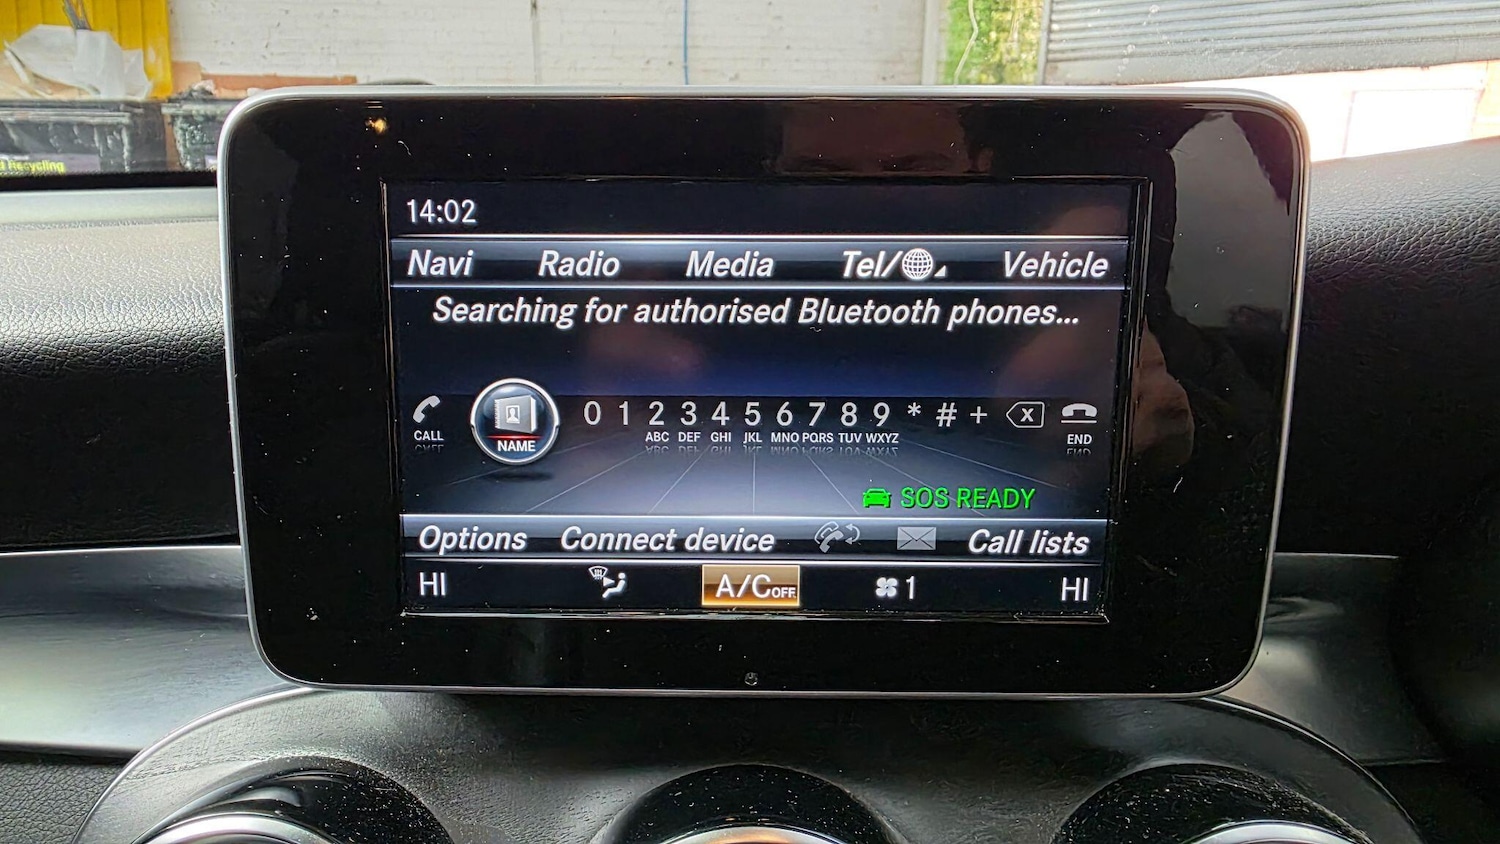 d Recycling
14:02
Navi Radio Media Tel/ Vehicle
Searching for authorised Bluetooth phones...
0 1 2 3 4 5 6 7 8 9 * # + X
CALL NAME ABC DEF GHI JKL MNO PQRS TUV WXYZ END
SOS READY
Options Connect device Call lists
HI A/C OFF 1 HI